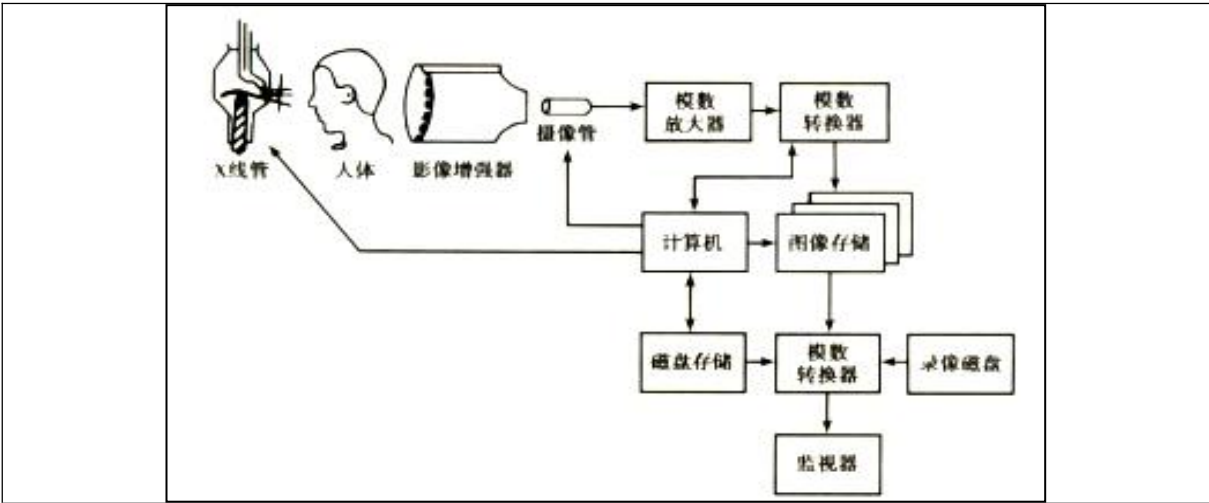 模数
放大器
模数
转换器
摄像管
X线管
人体
影像增强器
计算机
图像存储
磁盘存储
模数
转换器
录像磁盘
监视器